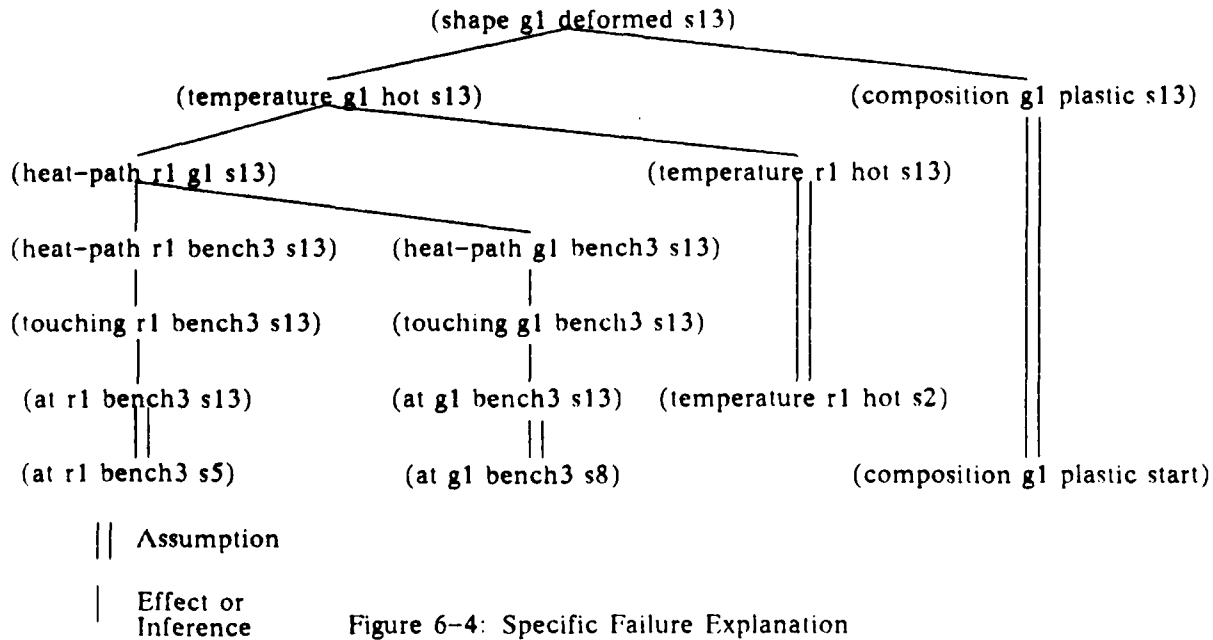 (shape g1 deformed s13)
(temperature g1 hot s13) (composition g1 plastic s13)
(heat-path r1 g1 s13) (temperature r1 hot s13)
(heat-path r1 bench3 s13) (heat-path g1 bench3 s13)
(touching r1 bench3 s13) (touching g1 bench3 s13)
(at r1 bench3 s13) (at g1 bench3 s13) (temperature r1 hot s2)
(at r1 bench3 s5) (at g1 bench3 s8) (composition g1 plastic start)
Assumption
Effect or
Inference
Figure 6-4: Specific Failure Explanation